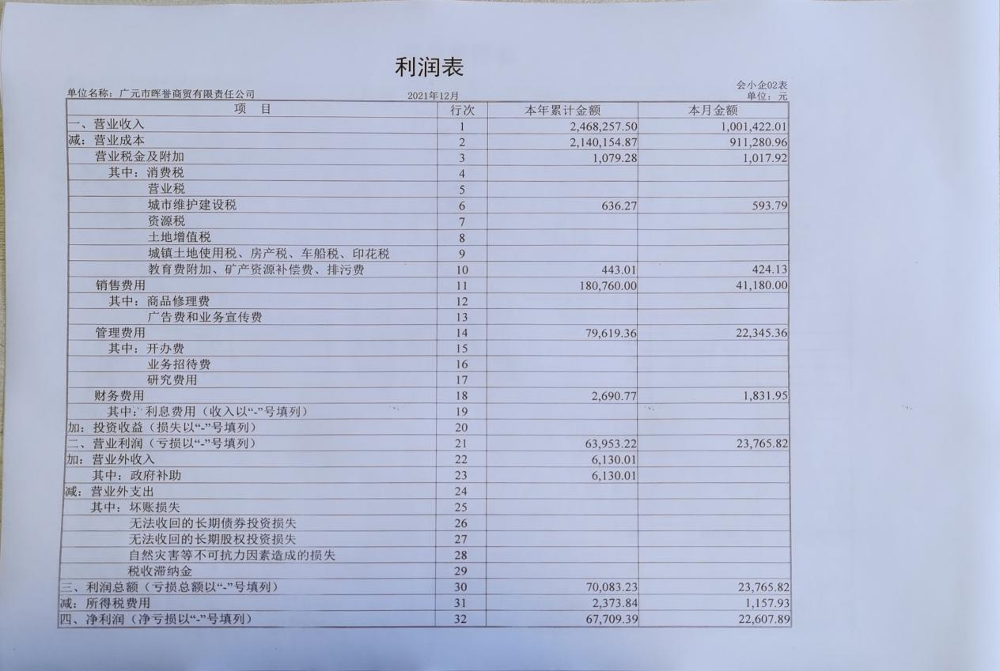 利润表
会小企02表
单位名称：广元市晖誉商贸有限责任公司 2021年12月 单位：元
项 目 行次 本年累计金额 本月金额
一、营业收入 1 2,468,257.50 1,001,422.01
减：营业成本 2 2,140,154.87 911,280.96
营业税金及附加 3 1,079.28 1,017.92
其中：消费税 4
营业税 5
城市维护建设税 6 636.27 593.79
资源税 7
土地增值税 8
城镇土地使用税、房产税、车船税、印花税 9
教育费附加、矿产资源补偿费、排污费 10 443.01 424.13
销售费用 11 180,760.00 41,180.00
其中：商品修理费 12
广告费和业务宣传费 13
管理费用 14 79,619.36 22,345.36
其中：开办费 15
业务招待费 16
研究费用 17
财务费用 18 2,690.77 1,831.95
其中：利息费用（收入以“-”号填列） 19
加：投资收益（损失以“-”号填列） 20
二、营业利润（亏损以“-”号填列） 21 63,953.22 23,765.82
加：营业外收入 22 6,130.01
其中：政府补助 23 6,130.01
减：营业外支出 24
其中：坏账损失 25
无法收回的长期债券投资损失 26
无法收回的长期股权投资损失 27
自然灾害等不可抗力因素造成的损失 28
税收滞纳金 29
三、利润总额（亏损总额以“-”号填列） 30 70,083.23 23,765.82
减：所得税费用 31 2,373.84 1,157.93
四、净利润（净亏损以“-”号填列） 32 67,709.39 22,607.89